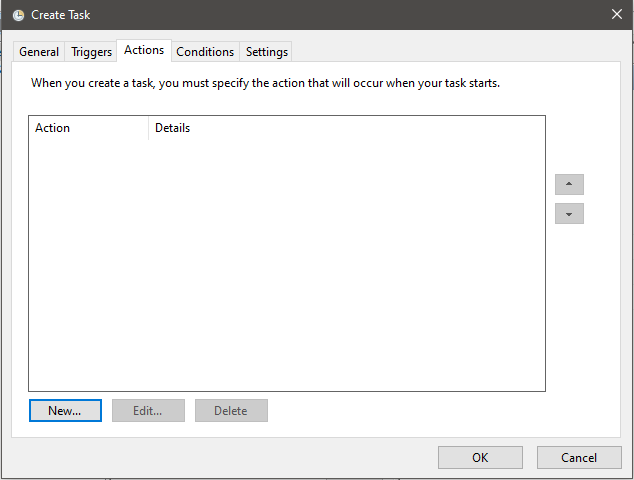 Create Task
General Triggers Actions Conditions Settings
When you create a task, you must specify the action that will occur when your task starts.
Action Details
New... Edit... Delete
OK Cancel